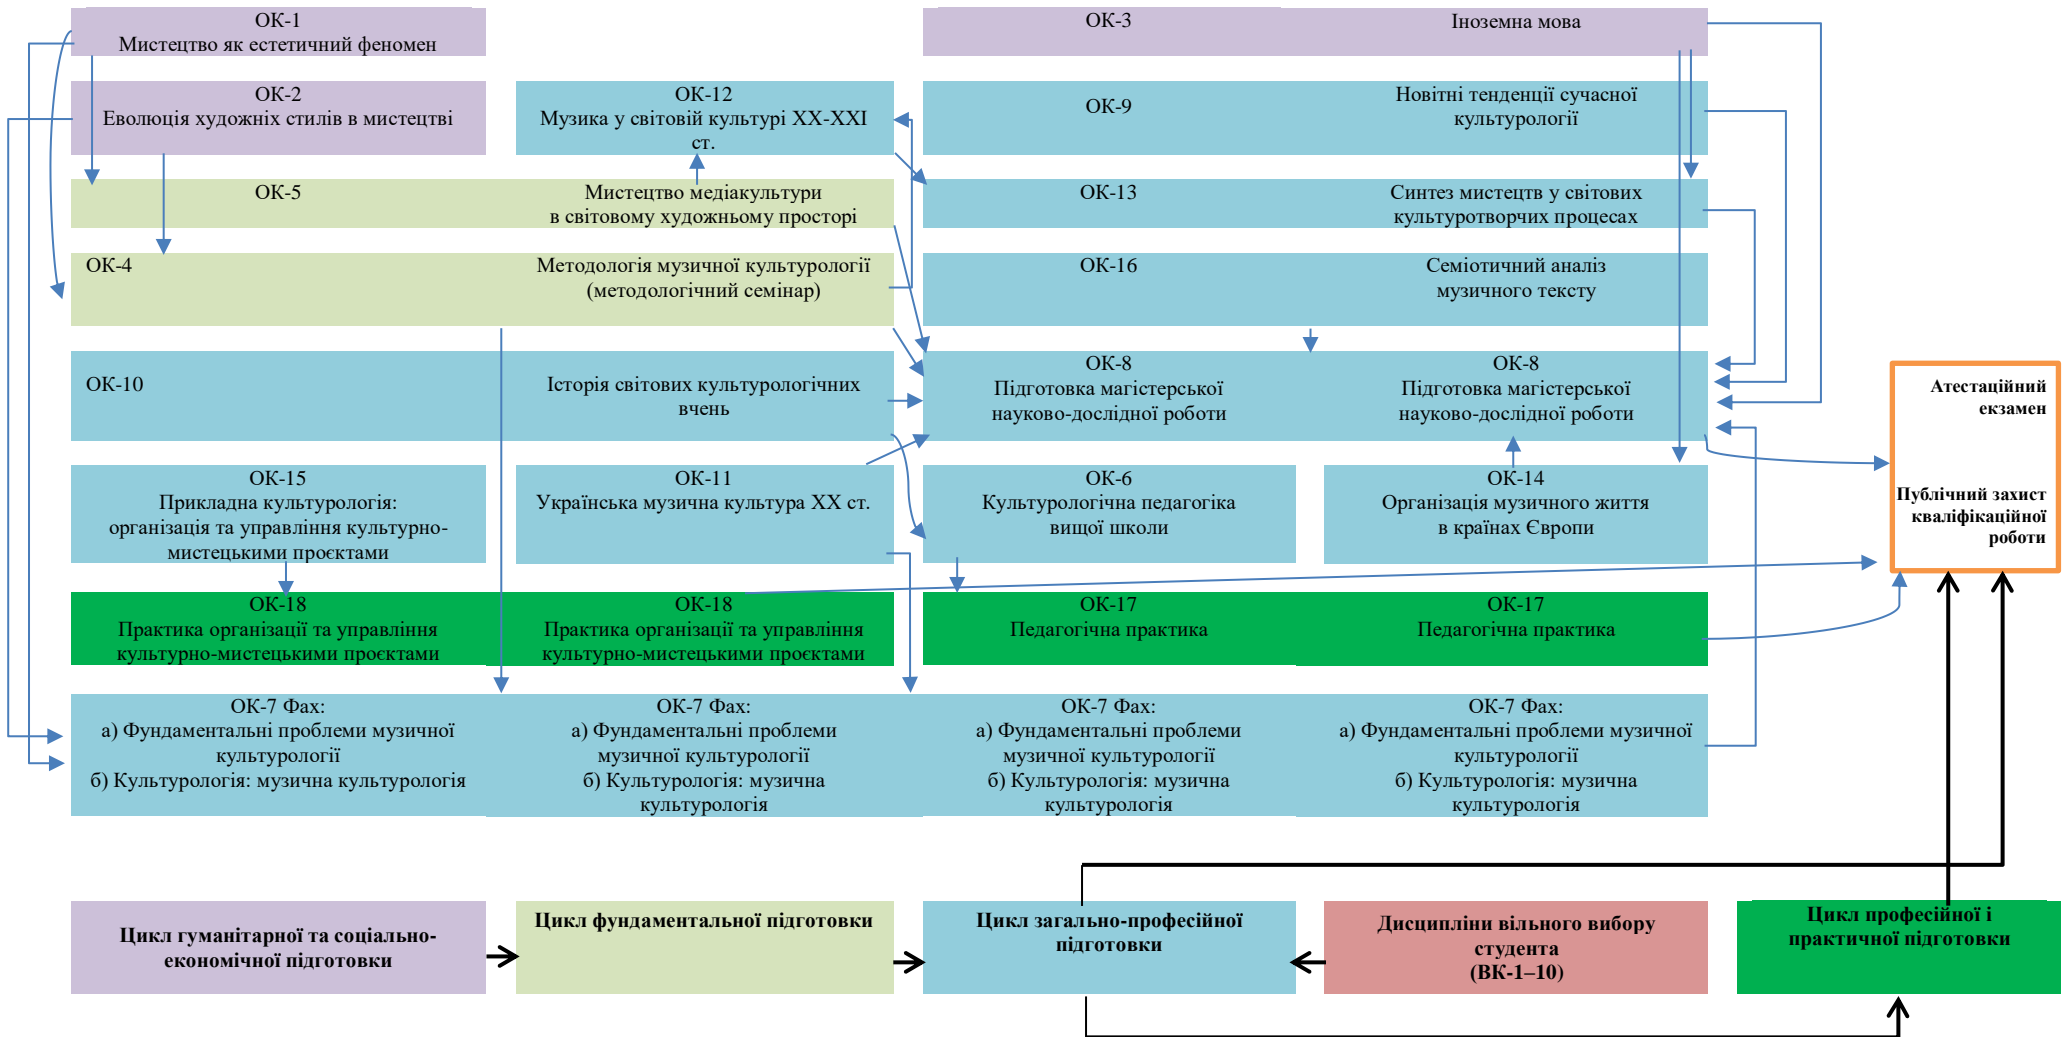 ОК-1
Мистецтво як естетичний феномен
ОК-3
Іноземна мова
ОК-2
Еволюція художніх стилів в мистецтві
ОК-12
Музика у світовій культурі ХХ-ХХІ
ст.
ОК-9
Новітні тенденції сучасної
культурології
ОК-5
Мистецтво медіакультури
в світовому художньому просторі
ОК-13
Синтез мистецтв у світових
культуротворчих процесах
ОК-4
Методологія музичної культурології
(методологічний семінар)
ОК-16
Семіотичний аналіз
музичного тексту
ОК-10
Історія світових культурологічних
вчень
ОК-8
Підготовка магістерської
науково-дослідної роботи
ОК-8
Підготовка магістерської
науково-дослідної роботи
Атестаційний
екзамен
Публічний захист
кваліфікаційної
роботи
ОК-15
Прикладна культурологія:
організація та управління культурно-
мистецькими проєктами
ОК-11
Українська музична культура ХХ ст.
ОК-6
Культурологічна педагогіка
вищої школи
ОК-14
Організація музичного життя
в країнах Європи
ОК-18
Практика організації та управління
культурно-мистецькими проєктами
ОК-18
Практика організації та управління
культурно-мистецькими проєктами
ОК-17
Педагогічна практика
ОК-17
Педагогічна практика
ОК-7 Фах:
а) Фундаментальні проблеми музичної
культурології
б) Культурологія: музична культурологія
ОК-7 Фах:
а) Фундаментальні проблеми
музичної культурології
б) Культурологія: музична
культурологія
ОК-7 Фах:
а) Фундаментальні проблеми
музичної культурології
б) Культурологія: музична
культурологія
ОК-7 Фах:
а) Фундаментальні проблеми музичної
культурології
б) Культурологія: музична
культурологія
Цикл гуманітарної та соціально-
економічної підготовки
Цикл фундаментальної підготовки
Цикл загально-професійної
підготовки
Дисципліни вільного вибору
студента
(ВК-1–10)
Цикл професійної і
практичної підготовки